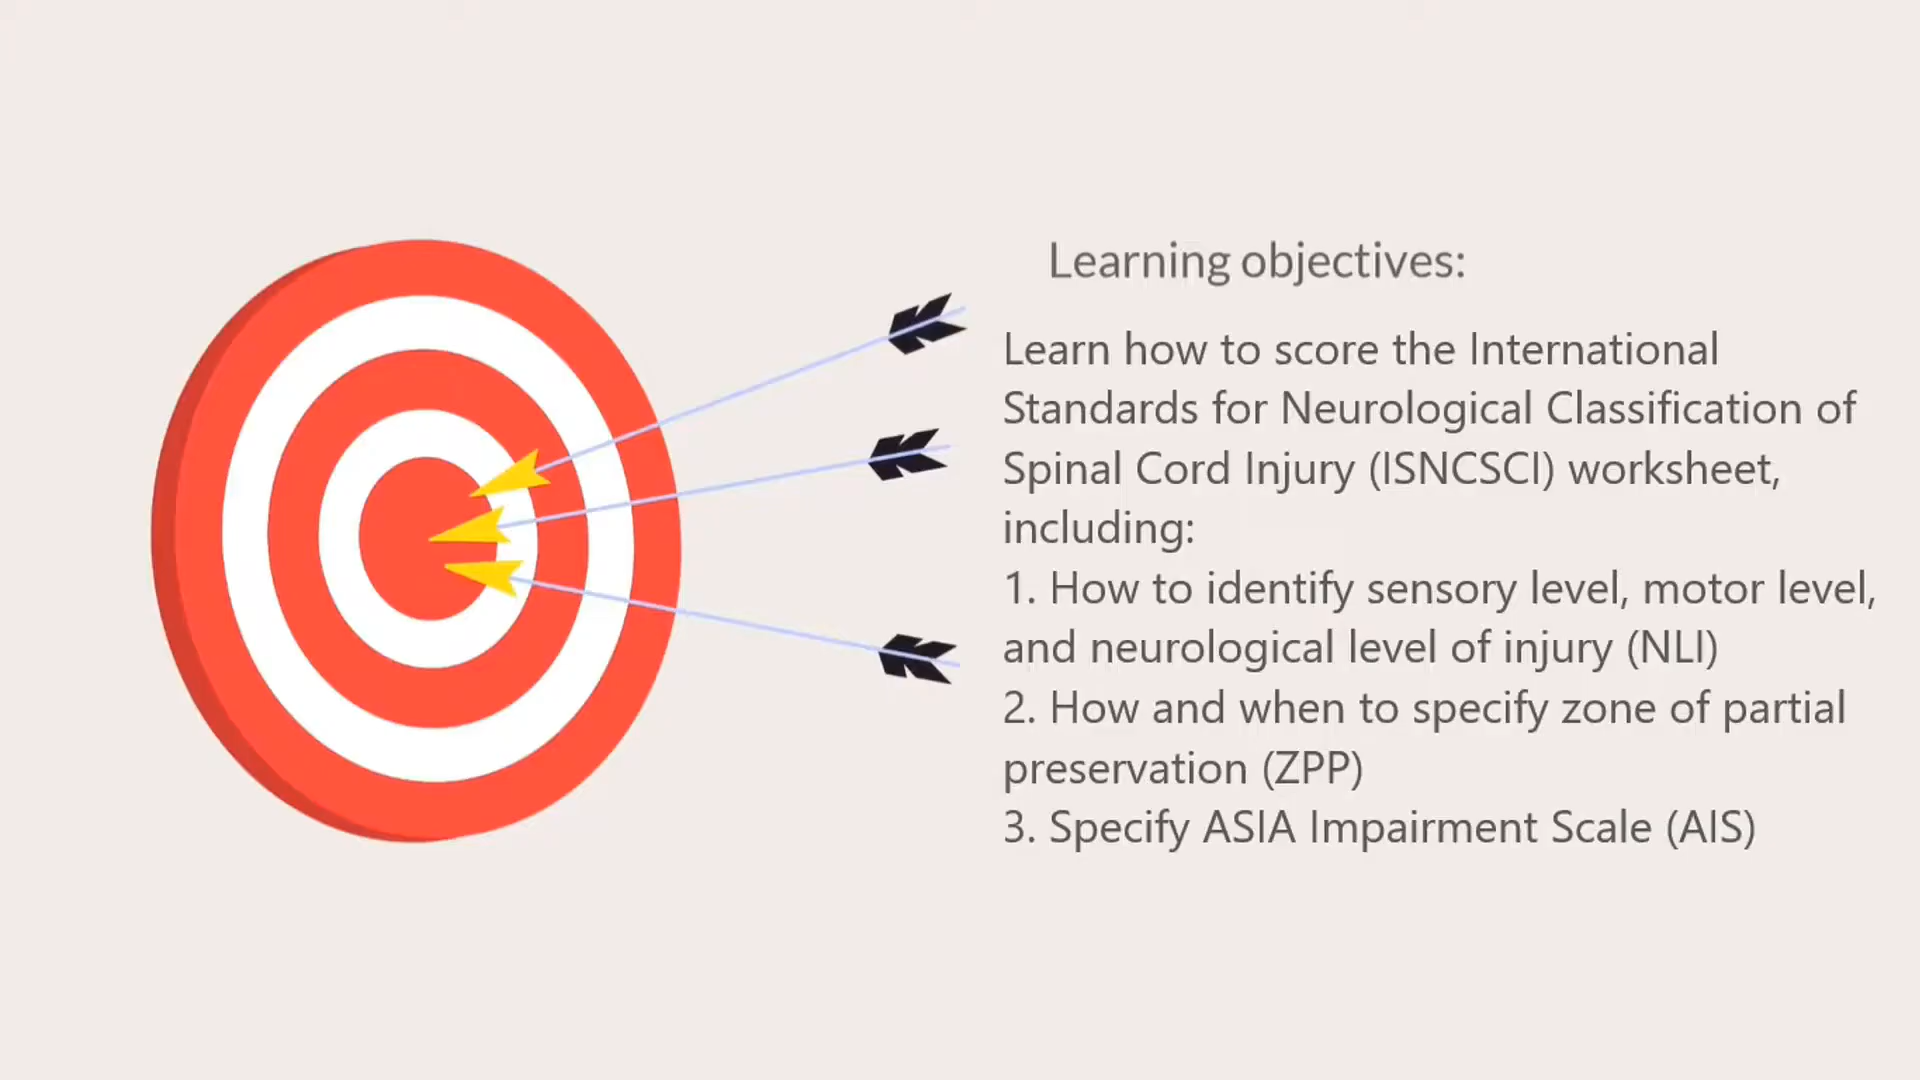 Learning objectives:
Learn how to score the International
Standards for Neurological Classification of
Spinal Cord Injury (ISNCSCI) worksheet,
including:
1. How to identify sensory level, motor level,
and neurological level of injury (NLI)
2. How and when to specify zone of partial
preservation (ZPP)
3. Specify ASIA Impairment Scale (AIS)